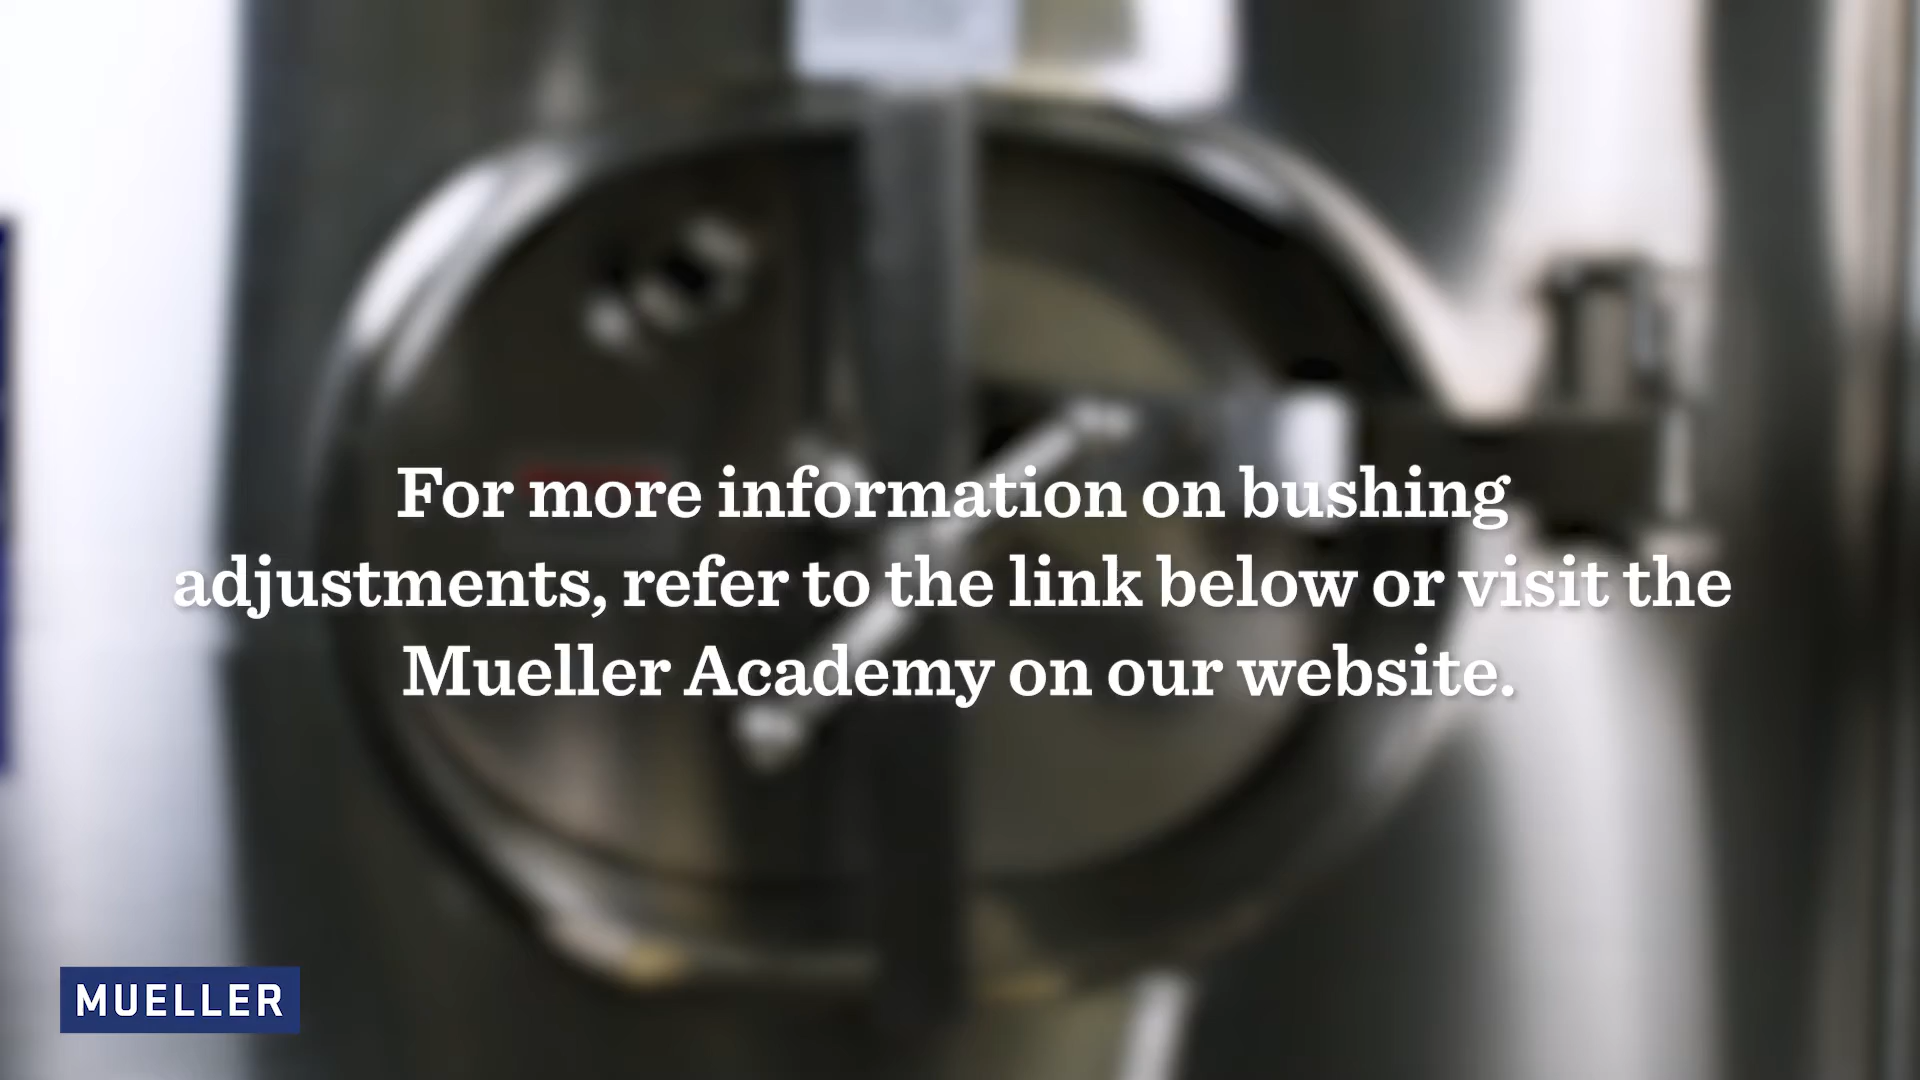 For more information on bushing
adjustments, refer to the link below or visit the
Mueller Academy on our website.
MUELLER